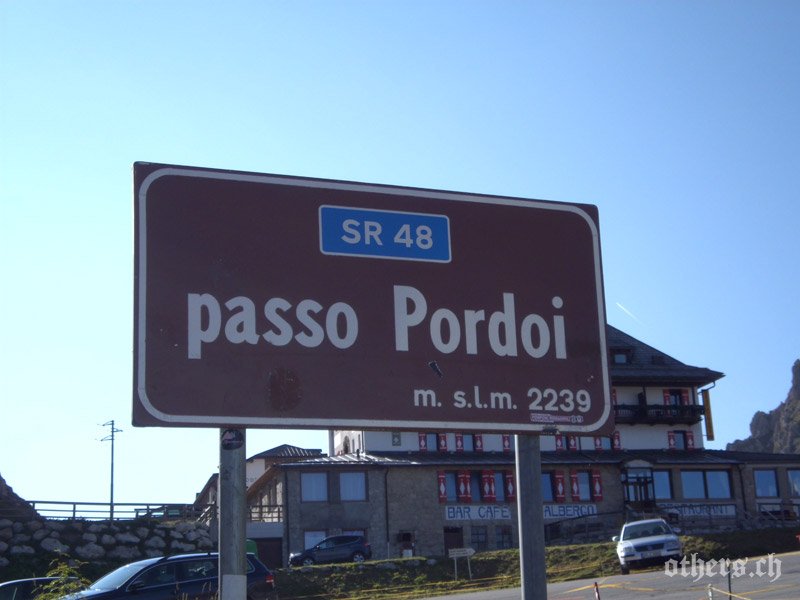 SR 48
passo Pordoi
m. s.l.m. 2239
BAR CAFE
ALBERGO
others.ch